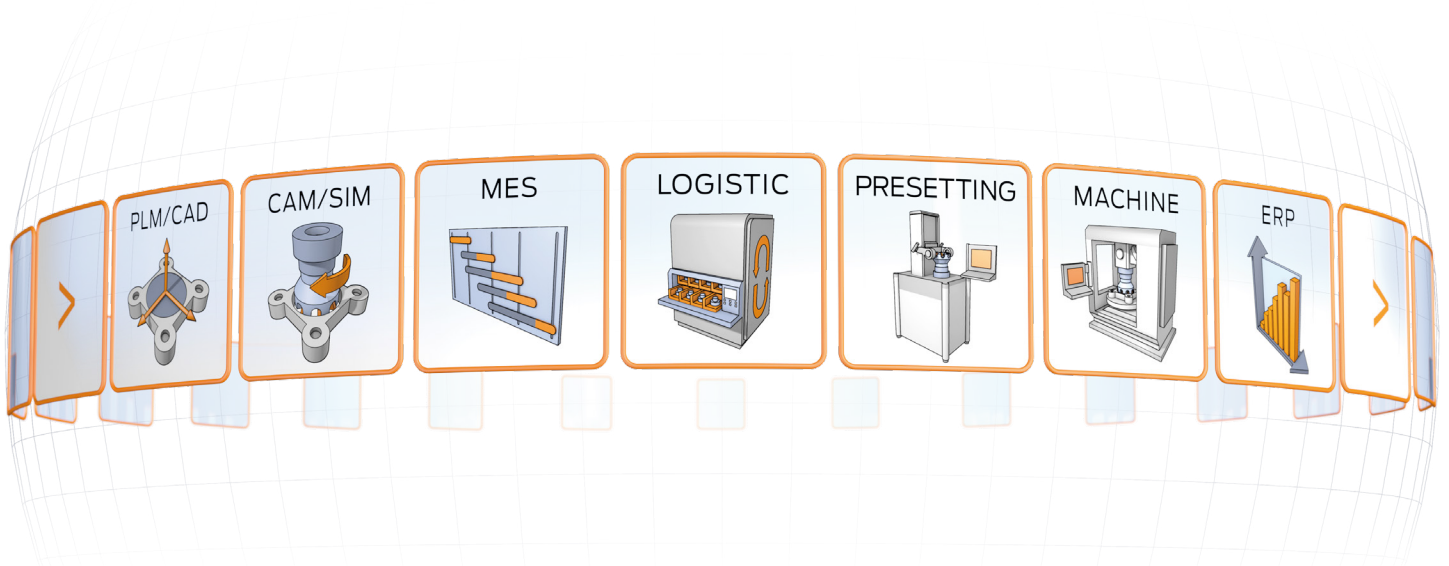 PLM/CAD
CAM/SIM
MES
LOGISTIC
PRESETTING
MACHINE
ERP